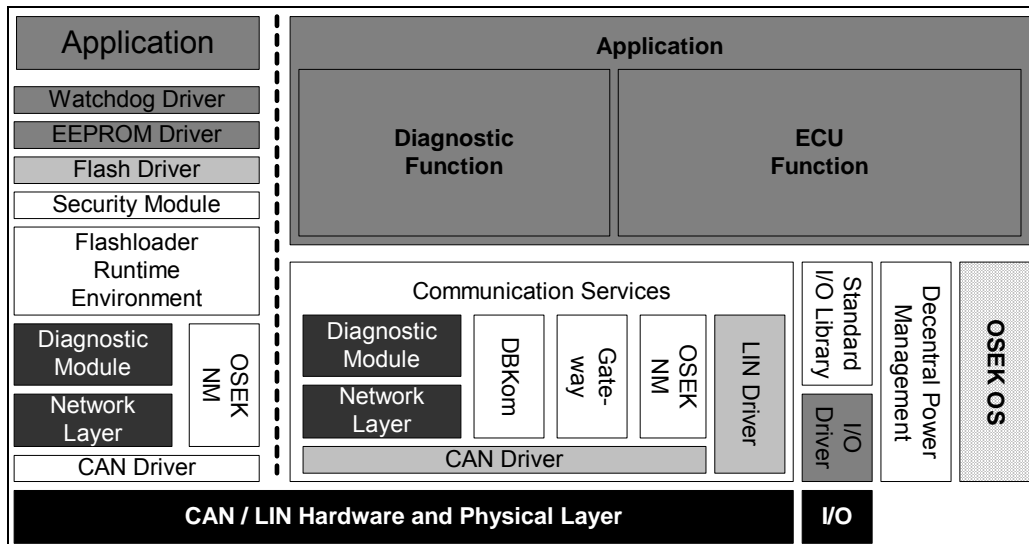 Application
Watchdog Driver
EEPROM Driver
Flash Driver
Security Module
Flashloader
Runtime
Environment
Diagnostic
Module
Network
Layer
OSEK
NM
CAN Driver
Application
Diagnostic
Function
ECU
Function
Communication Services
Diagnostic
Module
Network
Layer
DBKom
Gate-
way
OSEK
NM
CAN Driver
LIN Driver
Standard
I/O Library
I/O
Driver
Decentral Power
Management
OSEK OS
CAN / LIN Hardware and Physical Layer
I/O